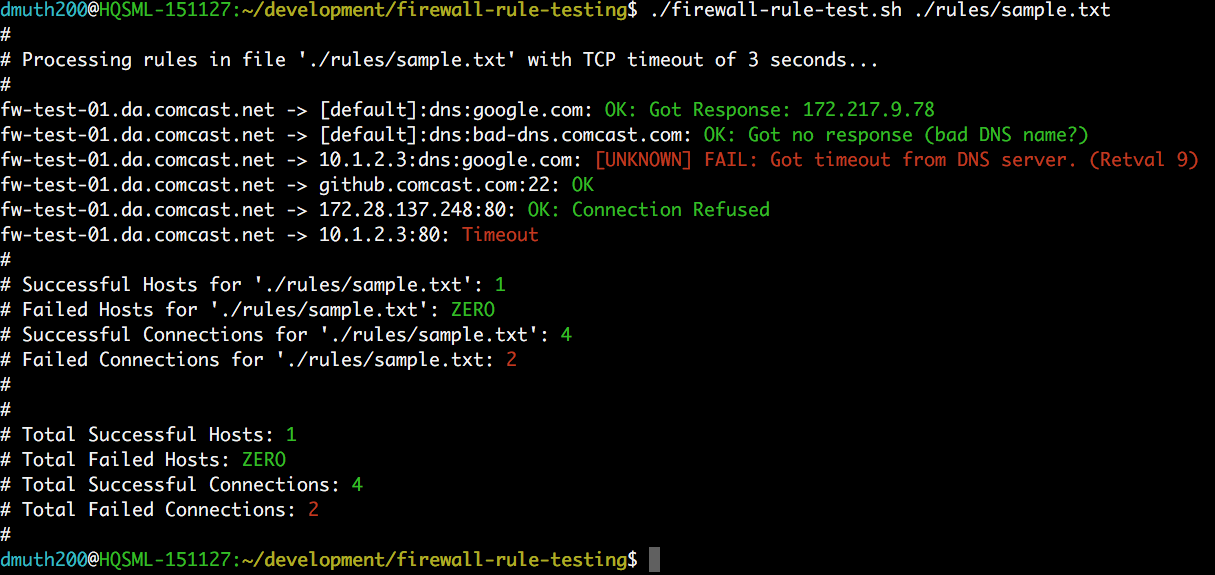 dmuth200@HQSML-151127:~/development/firewall-rule-testing$ ./firewall-rule-test.sh ./rules/sample.txt
#
# Processing rules in file './rules/sample.txt' with TCP timeout of 3 seconds...
#
fw-test-01.da.comcast.net -> [default]:dns:google.com: OK: Got Response: 172.217.9.78
fw-test-01.da.comcast.net -> [default]:dns:bad-dns.comcast.com: OK: Got no response (bad DNS name?)
fw-test-01.da.comcast.net -> 10.1.2.3:dns:google.com: [UNKNOWN] FAIL: Got timeout from DNS server. (Retval 9)
fw-test-01.da.comcast.net -> github.comcast.com:22: OK
fw-test-01.da.comcast.net -> 172.28.137.248:80: OK: Connection Refused
fw-test-01.da.comcast.net -> 10.1.2.3:80: Timeout
#
# Successful Hosts for './rules/sample.txt': 1
# Failed Hosts for './rules/sample.txt': ZERO
# Successful Connections for './rules/sample.txt': 4
# Failed Connections for './rules/sample.txt: 2
#
#
# Total Successful Hosts: 1
# Total Failed Hosts: ZERO
# Total Successful Connections: 4
# Total Failed Connections: 2
#
dmuth200@HQSML-151127:~/development/firewall-rule-testing$